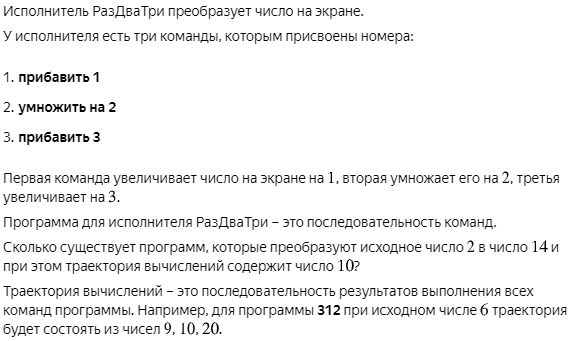 Исполнитель РазДваТри преобразует число на экране.
У исполнителя есть три команды, которым присвоены номера:
1. прибавить 1
2. умножить на 2
3. прибавить 3
Первая команда увеличивает число на экране на 1, вторая умножает его на 2, третья
увеличивает на 3.
Программа для исполнителя РазДваТри – это последовательность команд.
Сколько существует программ, которые преобразуют исходное число 2 в число 14 и
при этом траектория вычислений содержит число 10?
Траектория вычислений – это последовательность результатов выполнения всех
команд программы. Например, для программы 312 при исходном числе 6 траектория
будет состоять из чисел 9, 10, 20.